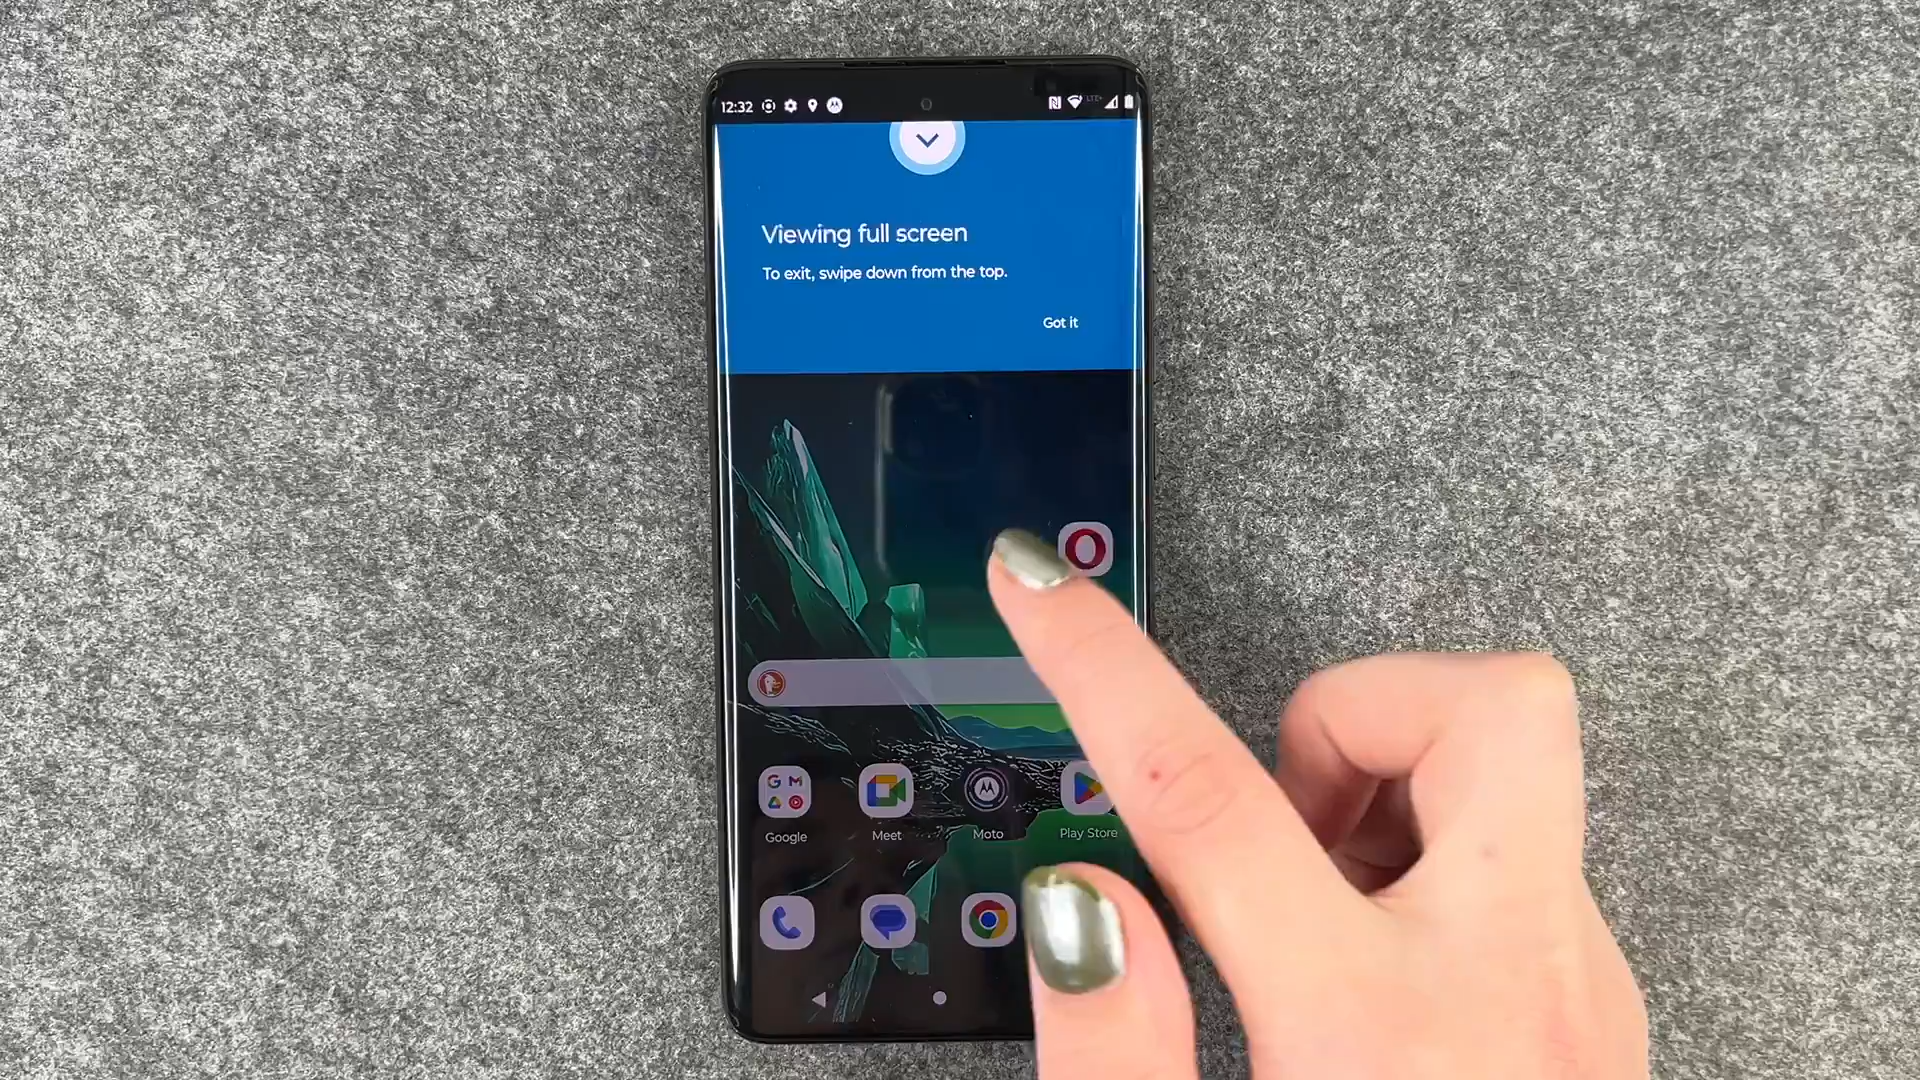 12:32
LTE+
Viewing full screen
To exit, swipe down from the top.
Got it
Google
Meet
Moto
Play Store